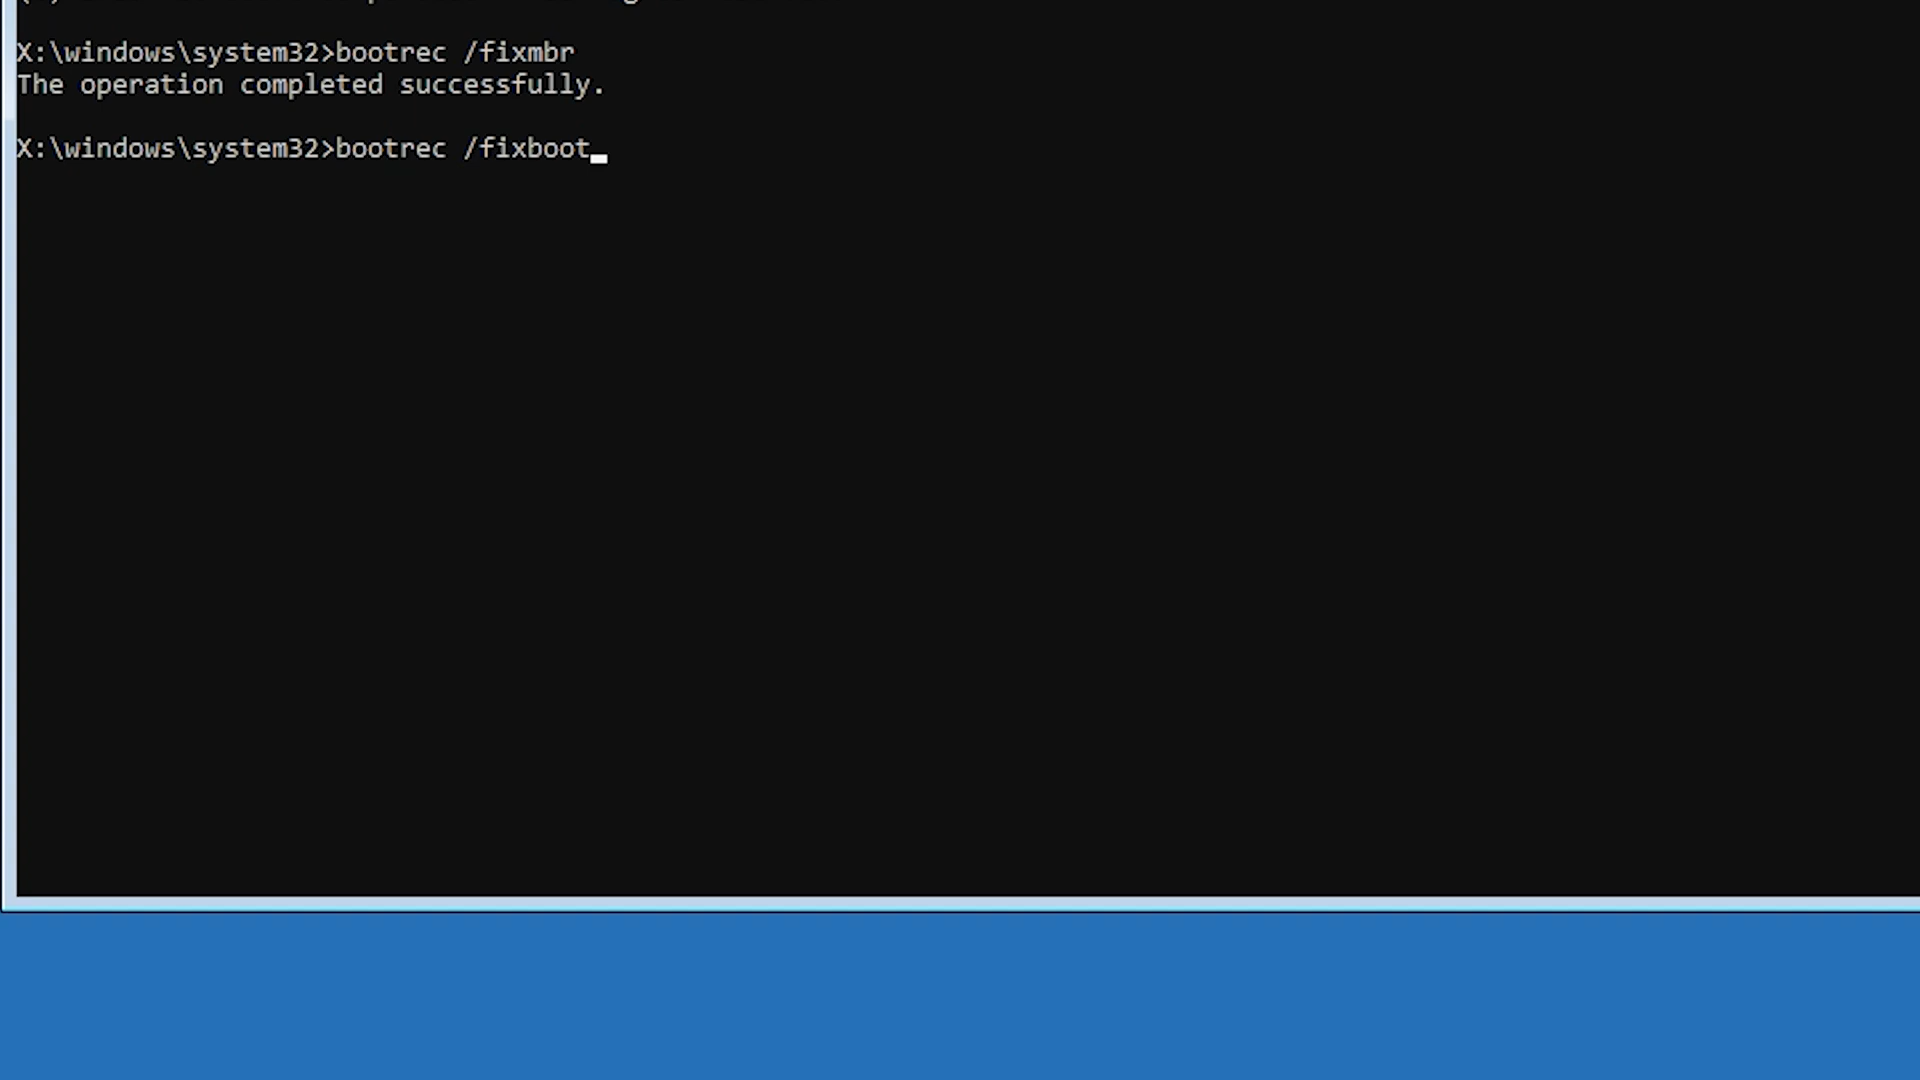 X:\windows\system32>bootrec /fixmbr
The operation completed successfully.
X:\windows\system32>bootrec /fixboot